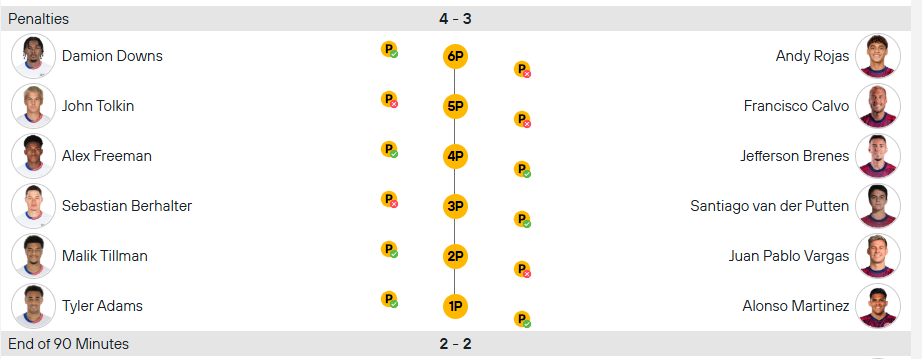 Penalties 4 - 3
Damion Downs P 6P P Andy Rojas
John Tolkin P 5P P Francisco Calvo
Alex Freeman P 4P P Jefferson Brenes
Sebastian Berhalter P 3P P Santiago van der Putten
Malik Tillman P 2P P Juan Pablo Vargas
Tyler Adams P 1P P Alonso Martinez
End of 90 Minutes 2 - 2